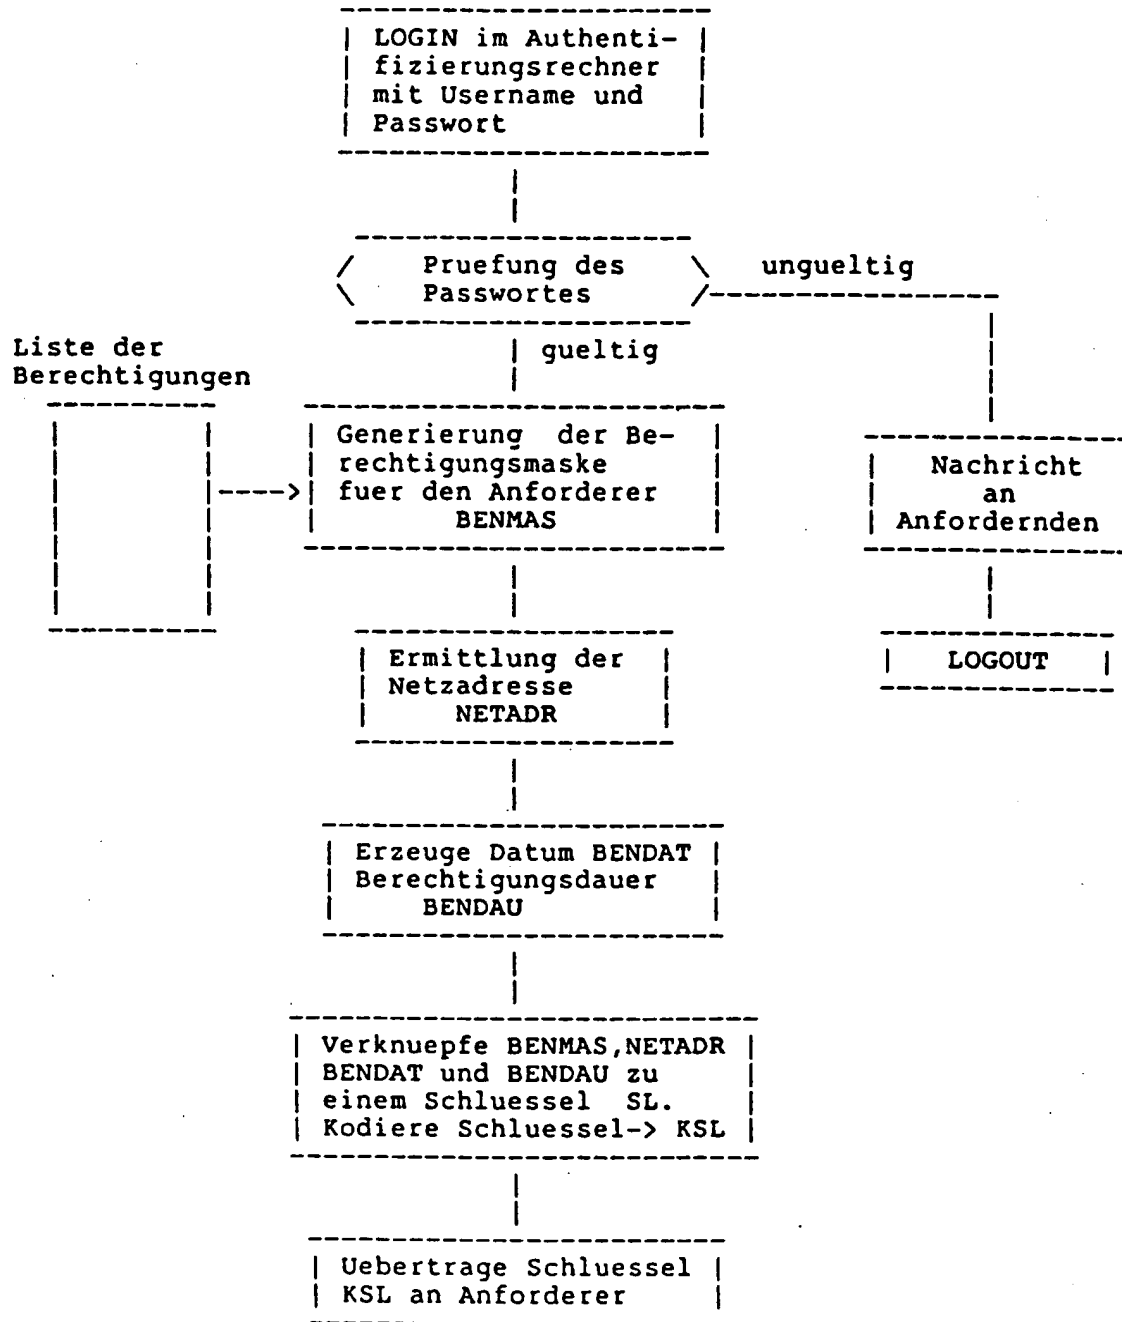 LOGIN im Authenti-
fizierungsrechner
mit Username und
Passwort
Pruefung des
Passwortes
ungueltig
gueltig
Liste der
Berechtigungen
Generierung der Be-
rechtigungsmaske
fuer den Anforderer
BENMAS
Nachricht
an
Anfordernden
LOGOUT
Ermittlung der
Netzadresse
NETADR
Erzeuge Datum BENDAT
Berechtigungsdauer
BENDAU
Verknuepfe BENMAS,NETADR
BENDAT und BENDAU zu
einem Schluessel SL.
Kodiere Schluessel-> KSL
Uebertrage Schluessel
KSL an Anforderer